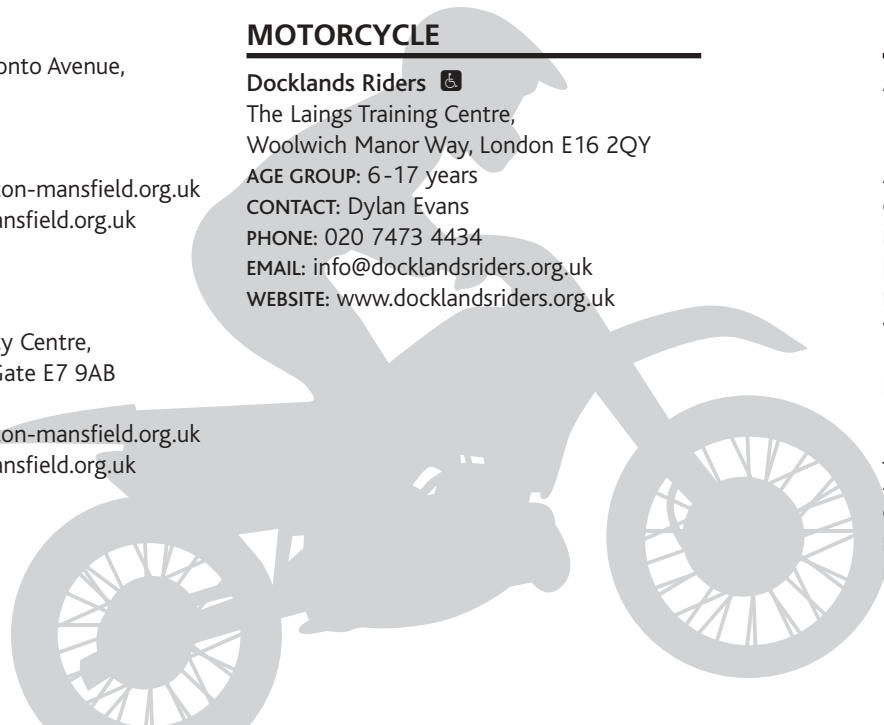 onto Avenue,
on-mansfield.org.uk
ansfield.org.uk
y Centre,
Gate E7 9AB
on-mansfield.org.uk
ansfield.org.uk
MOTORCYCLE
Docklands Riders
The Laings Training Centre,
Woolwich Manor Way, London E16 2QY
AGE GROUP: 6-17 years
CONTACT: Dylan Evans
PHONE: 020 7473 4434
EMAIL: info@docklandsriders.org.uk
WEBSITE: www.docklandsriders.org.uk